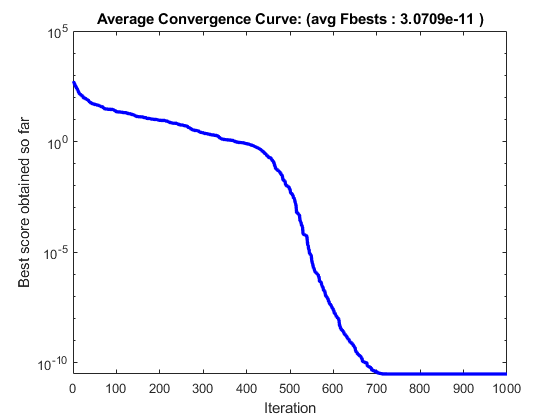 Average Convergence Curve: (avg Fbests : 3.0709e-11 )
10^5
10^0
10^-5
10^-10
Best score obtained so far
0 100 200 300 400 500 600 700 800 900 1000
Iteration